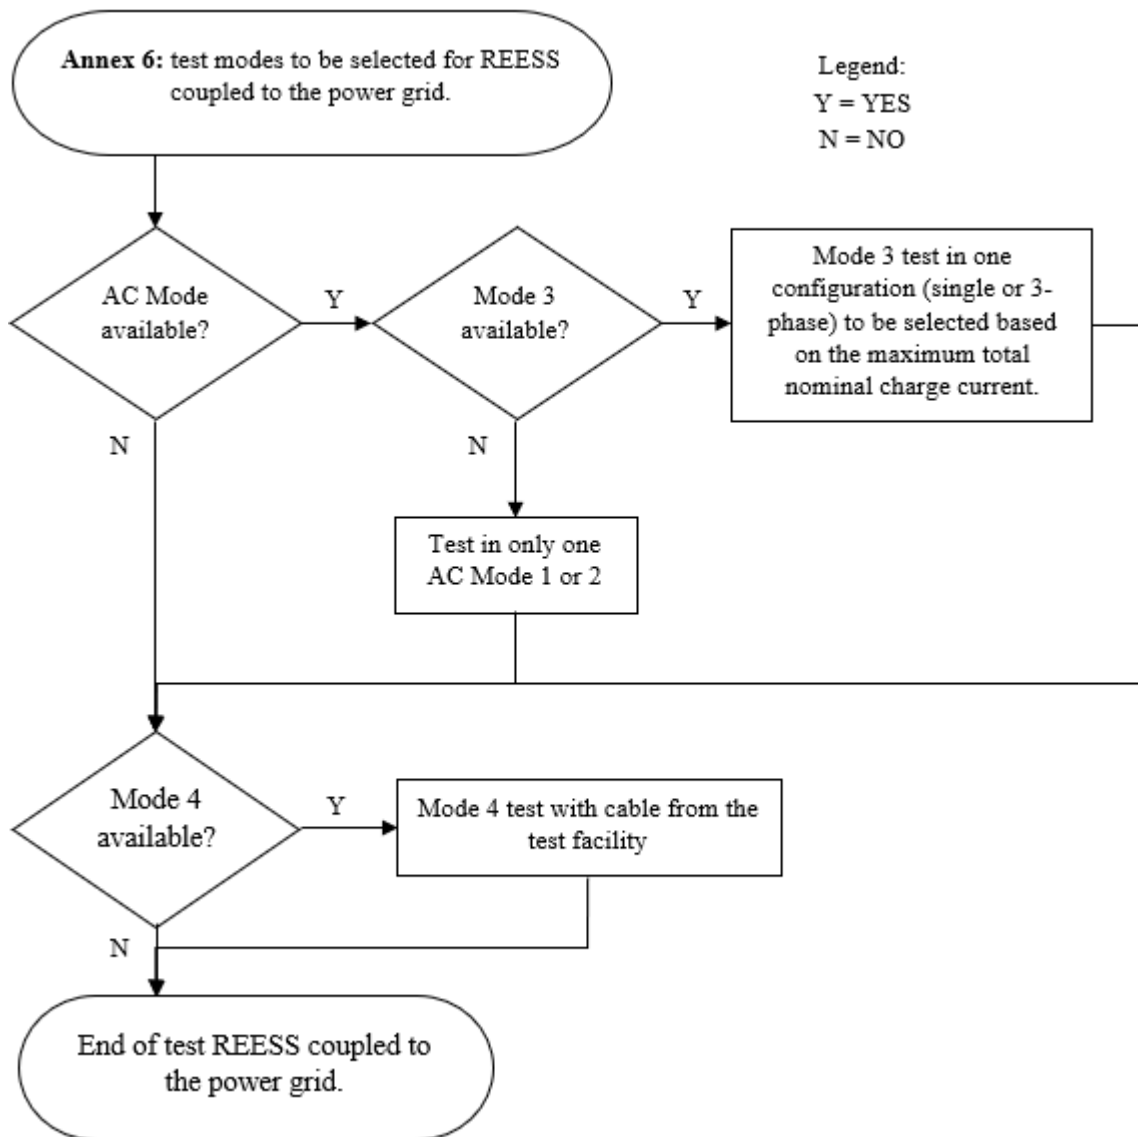 Annex 6: test modes to be selected for REESS
coupled to the power grid.
Legend:
Y = YES
N = NO
AC Mode
available?
Y
Mode 3
available?
Y
Mode 3 test in one
configuration (single or 3-
phase) to be selected based
on the maximum total
nominal charge current.
N
N
Test in only one
AC Mode 1 or 2
Mode 4
available?
Y
Mode 4 test with cable from the
test facility
N
End of test REESS coupled to
the power grid.